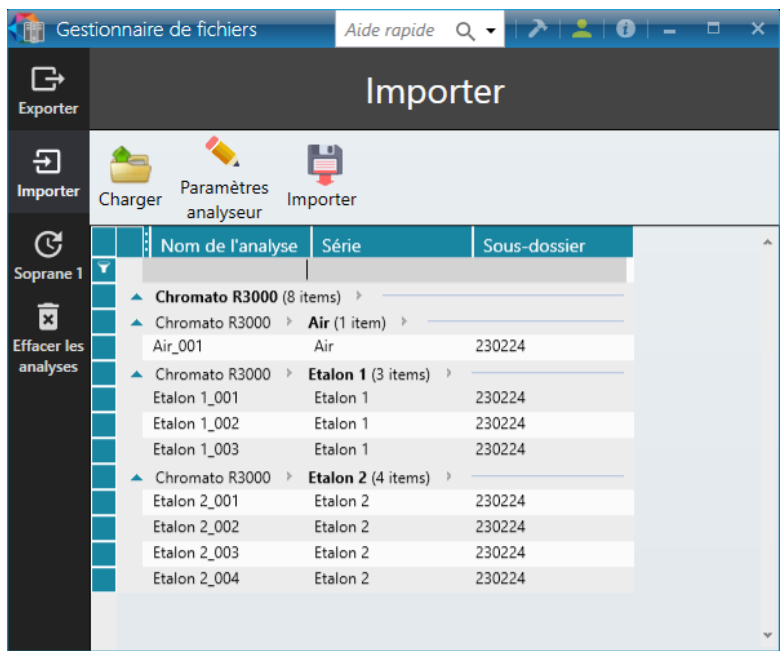 Gestionnaire de fichiers
Aide rapide
Exporter
Importer
Importer
Charger
Paramètres
analyseur
Importer
Soprane 1
Effacer les
analyses
Nom de l'analyse Série Sous-dossier
Chromato R3000 (8 items)
Chromato R3000 Air (1 item)
Air_001 Air 230224
Chromato R3000 Etalon 1 (3 items)
Etalon 1_001 Etalon 1 230224
Etalon 1_002 Etalon 1 230224
Etalon 1_003 Etalon 1 230224
Chromato R3000 Etalon 2 (4 items)
Etalon 2_001 Etalon 2 230224
Etalon 2_002 Etalon 2 230224
Etalon 2_003 Etalon 2 230224
Etalon 2_004 Etalon 2 230224